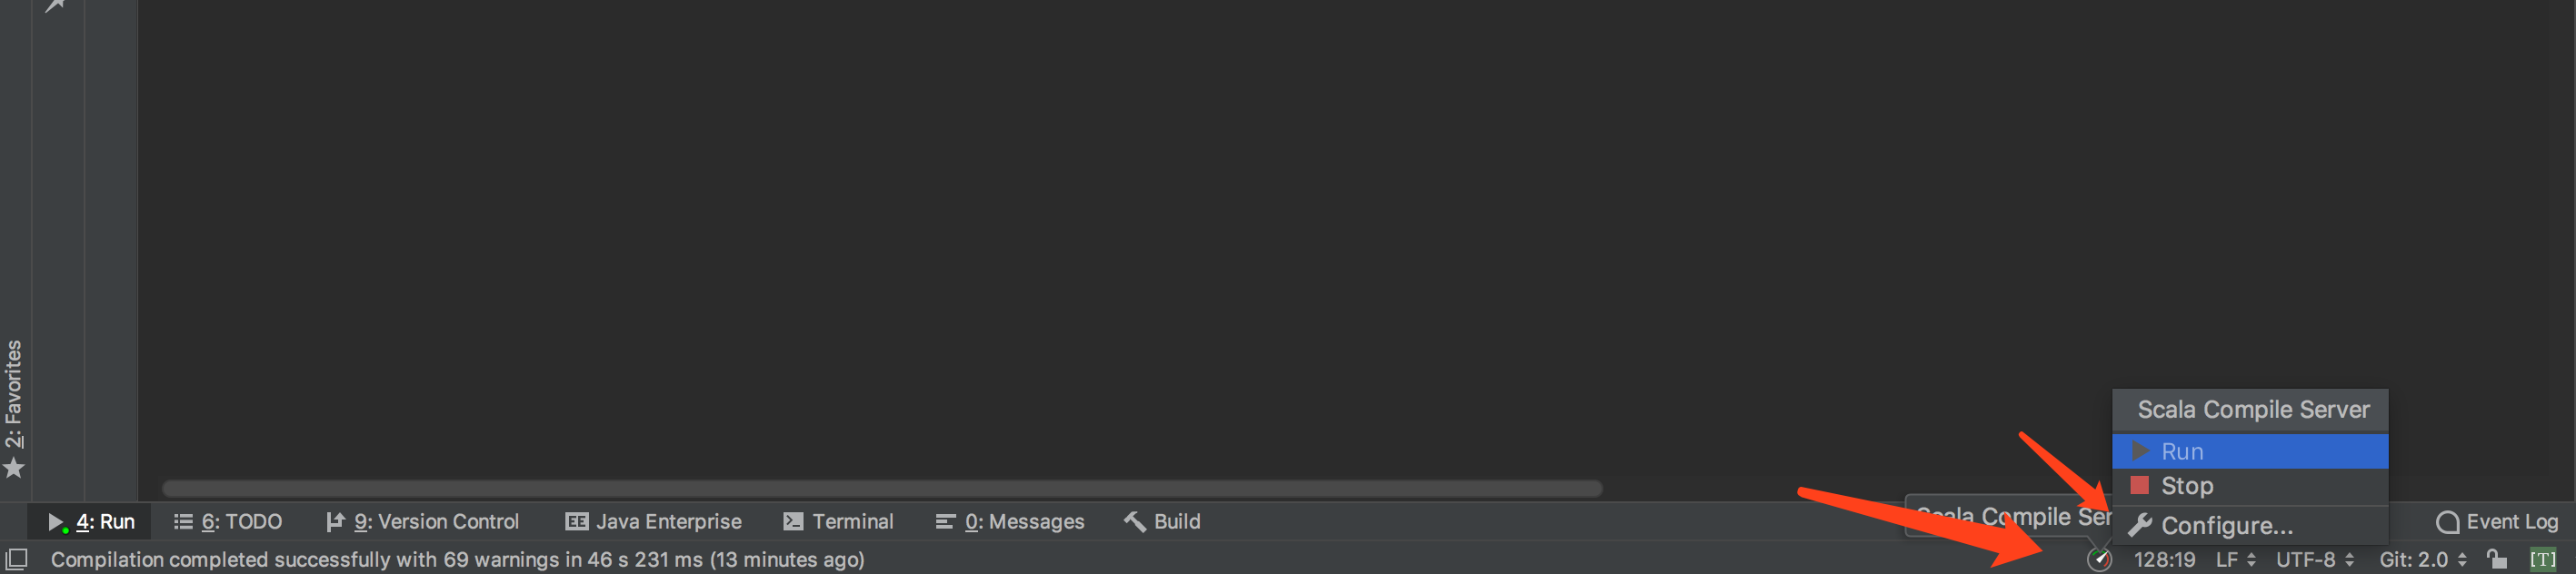 2: Favorites
Scala Compile Server
Run
Stop
Configure...
4: Run
6: TODO
9: Version Control
EE Java Enterprise
Terminal
0: Messages
Build
Scala Compile Ser
Event Log
Compilation completed successfully with 69 warnings in 46 s 231 ms (13 minutes ago)
128:19
LF
UTF-8
Git: 2.0
[T]